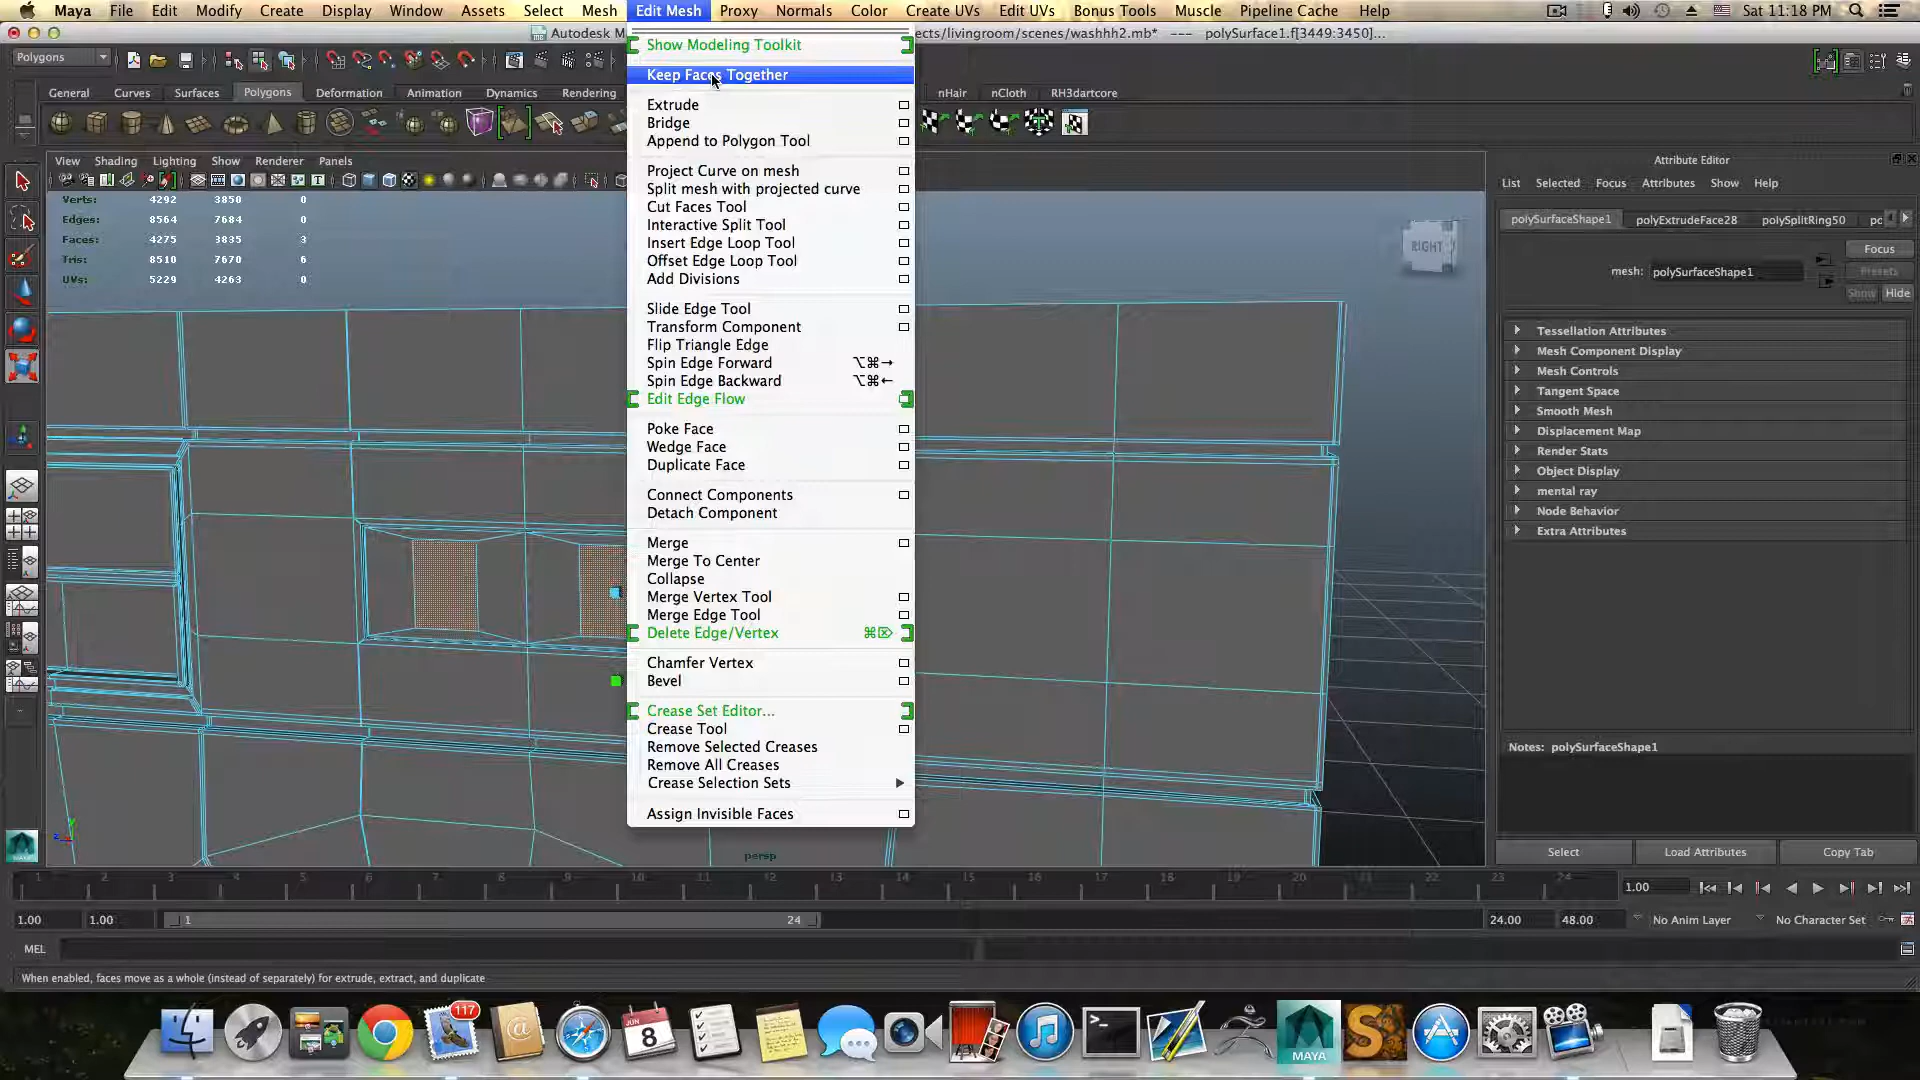 Maya File Edit Modify Create Display Window Assets Select Mesh Edit Mesh Proxy Normals Color Create UVs Edit UVs Bonus Tools Muscle Pipeline Cache Help Sat 11:18 PM
Autodesk M ects/livingroom/scenes/washhh2.mb* --- polySurface1.f[3449:3450]...
Polygons
General Curves Surfaces Polygons Deformation Animation Dynamics Rendering nHair nCloth RH3dartcore
View Shading Lighting Show Renderer Panels
Verts: 4292 3850 0
Edges: 8564 7684 0
Faces: 4275 3835 3
Tris: 8510 7670 6
UVs: 5229 4263 0
Show Modeling Toolkit
Keep Faces Together
Extrude
Bridge
Append to Polygon Tool
Project Curve on mesh
Split mesh with projected curve
Cut Faces Tool
Interactive Split Tool
Insert Edge Loop Tool
Offset Edge Loop Tool
Add Divisions
Slide Edge Tool
Transform Component
Flip Triangle Edge
Spin Edge Forward ⌥⌘→
Spin Edge Backward ⌥⌘←
Edit Edge Flow
Poke Face
Wedge Face
Duplicate Face
Connect Components
Detach Component
Merge
Merge To Center
Collapse
Merge Vertex Tool
Merge Edge Tool
Delete Edge/Vertex ⌘⌦
Chamfer Vertex
Bevel
Crease Set Editor...
Crease Tool
Remove Selected Creases
Remove All Creases
Crease Selection Sets
Assign Invisible Faces
RIGHT
persp
Attribute Editor
List Selected Focus Attributes Show Help
polySurfaceShape1 polyExtrudeFace28 polySplitRing50 pc
Focus
mesh: polySurfaceShape1
Presets
Show Hide
Tessellation Attributes
Mesh Component Display
Mesh Controls
Tangent Space
Smooth Mesh
Displacement Map
Render Stats
Object Display
mental ray
Node Behavior
Extra Attributes
Notes: polySurfaceShape1
Select Load Attributes Copy Tab
1 2 3 4 5 6 7 8 9 10 11 12 13 14 15 16 17 18 19 20 21 22 23 24 1.00
1.00 1.00 1 24 24.00 48.00 No Anim Layer No Character Set
MEL
When enabled, faces move as a whole (instead of separately) for extrude, extract, and duplicate
117
JUN
8
MAYA